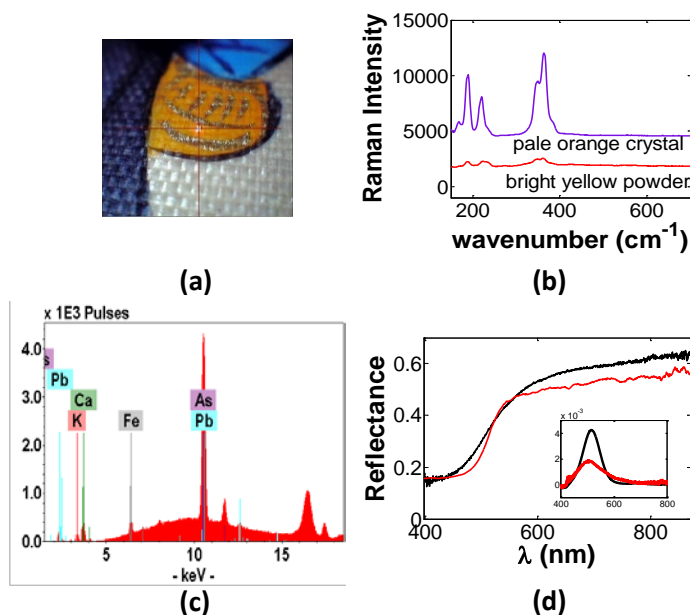 15000
10000
5000
0
Raman Intensity
pale orange crystal
bright yellow powder
200 400 600
wavenumber (cm-1)
(a)
(b)
x 1E3 Pulses
4.0
3.0
2.0
1.0
0.0
s
Pb
Ca
K
Fe
As
Pb
5 10 15
- keV -
(c)
0.6
0.4
0.2
0
Reflectance
x 10-3
4
2
0
400 600 800
400 600 800
λ (nm)
(d)